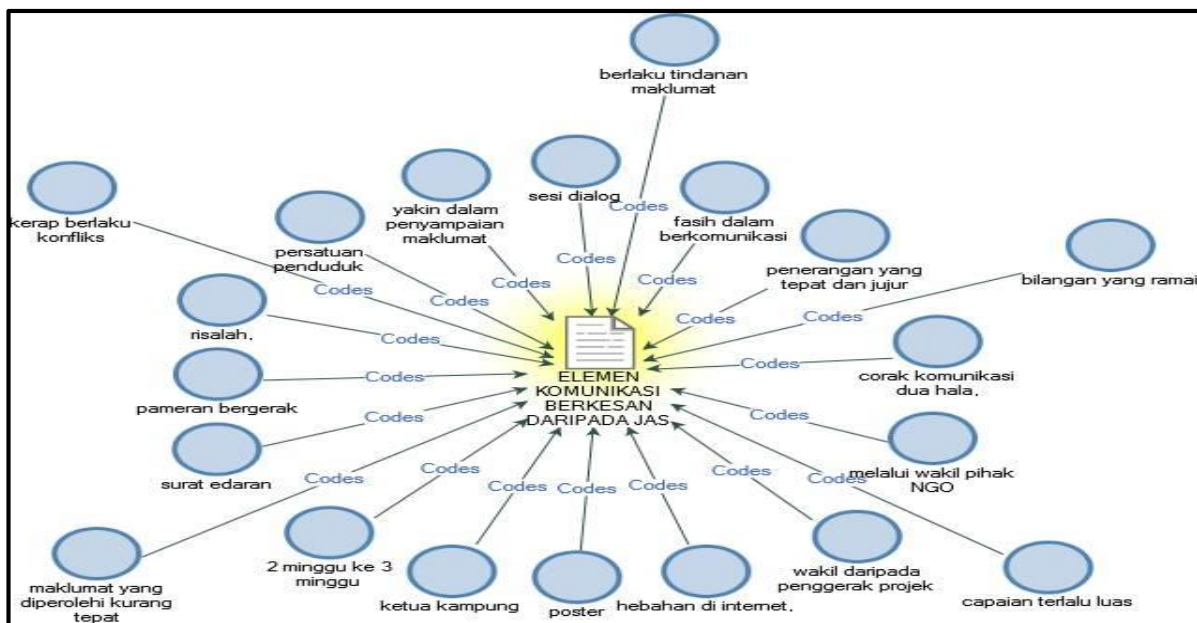 berlaku tindanan
maklumat
kerap berlaku
konfliks
persatuan
penduduk
yakin dalam
penyampaian
maklumat
sesi dialog
fasih dalam
berkomunikasi
penerangan yang
tepat dan jujur
bilangan yang ramai
Codes
Codes
Codes
Codes
Codes
Codes
Codes
risalah,
Codes
Codes
pameran bergerak
Codes
ELEMEN
KOMUNIKASI
BERKESAN
DARIPADA JAS
corak komunikasi
dua hala,
surat edaran
Codes
Codes
melalui wakil pihak
NGO
Codes
Codes
Codes
Codes
Codes
Codes
Codes
maklumat yang
diperolehi kurang
tepat
2 minggu ke 3
minggu
ketua kampung
poster
hebahan di internet,
wakil daripada
penggerak projek
capaian terlalu luas